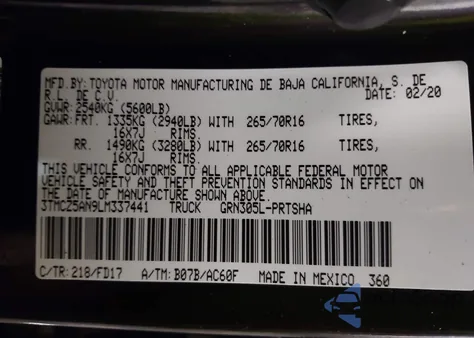 MFD.BY: TOYOTA MOTOR MANUFACTURING DE BAJA CALIFORNIA, S. DE
R.L. DE C.V. DATE: 02/20
GVWR: 2540KG (5600LB)
GAWR: FRT. 1335KG (2940LB) WITH 265/70R16 TIRES,
16X7J RIMS.
RR. 1490KG (3280LB) WITH 265/70R16 TIRES,
16X7J RIMS.
THIS VEHICLE CONFORMS TO ALL APPLICABLE FEDERAL MOTOR
VEHICLE SAFETY AND THEFT PREVENTION STANDARDS IN EFFECT ON
THE DATE OF MANUFACTURE SHOWN ABOVE.
3TMCZ5AN9LM337441 TRUCK GRN305L-PRTSHA
C/TR: 218/FD17 A/TM: B07B/AC60F MADE IN MEXICO 360